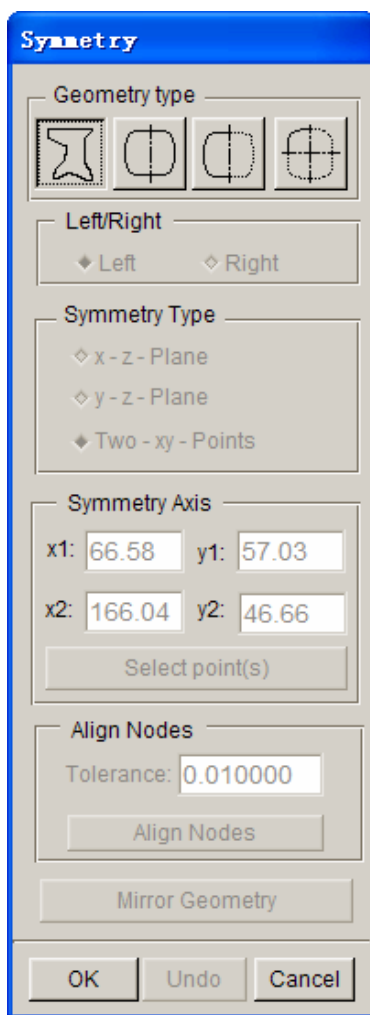 Symmetry
Geometry type
Left/Right
Left Right
Symmetry Type
x - z - Plane
y - z - Plane
Two - xy - Points
Symmetry Axis
x1: 66.58 y1: 57.03
x2: 166.04 y2: 46.66
Select point(s)
Align Nodes
Tolerance: 0.010000
Align Nodes
Mirror Geometry
OK Undo Cancel